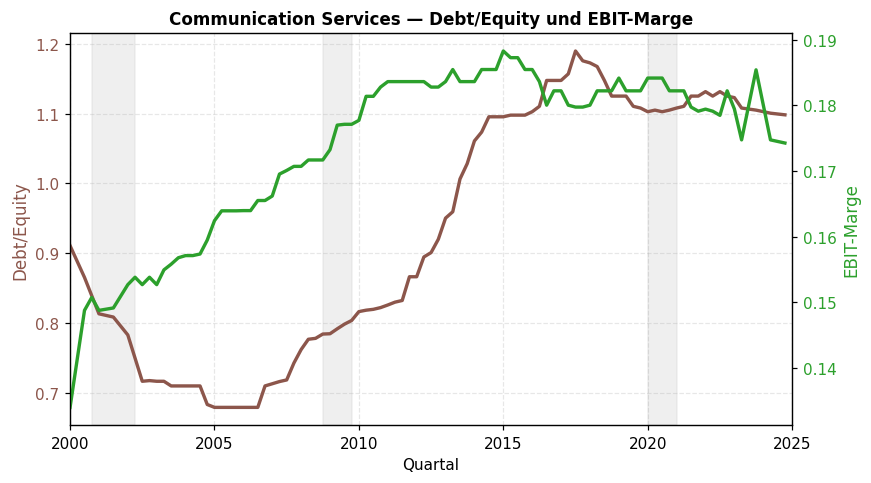 Communication Services — Debt/Equity und EBIT-Marge
Debt/Equity
1.2
1.1
1.0
0.9
0.8
0.7
0.19
0.18
0.17
0.16
0.15
0.14
EBIT-Marge
2000 2005 2010 2015 2020 2025
Quartal